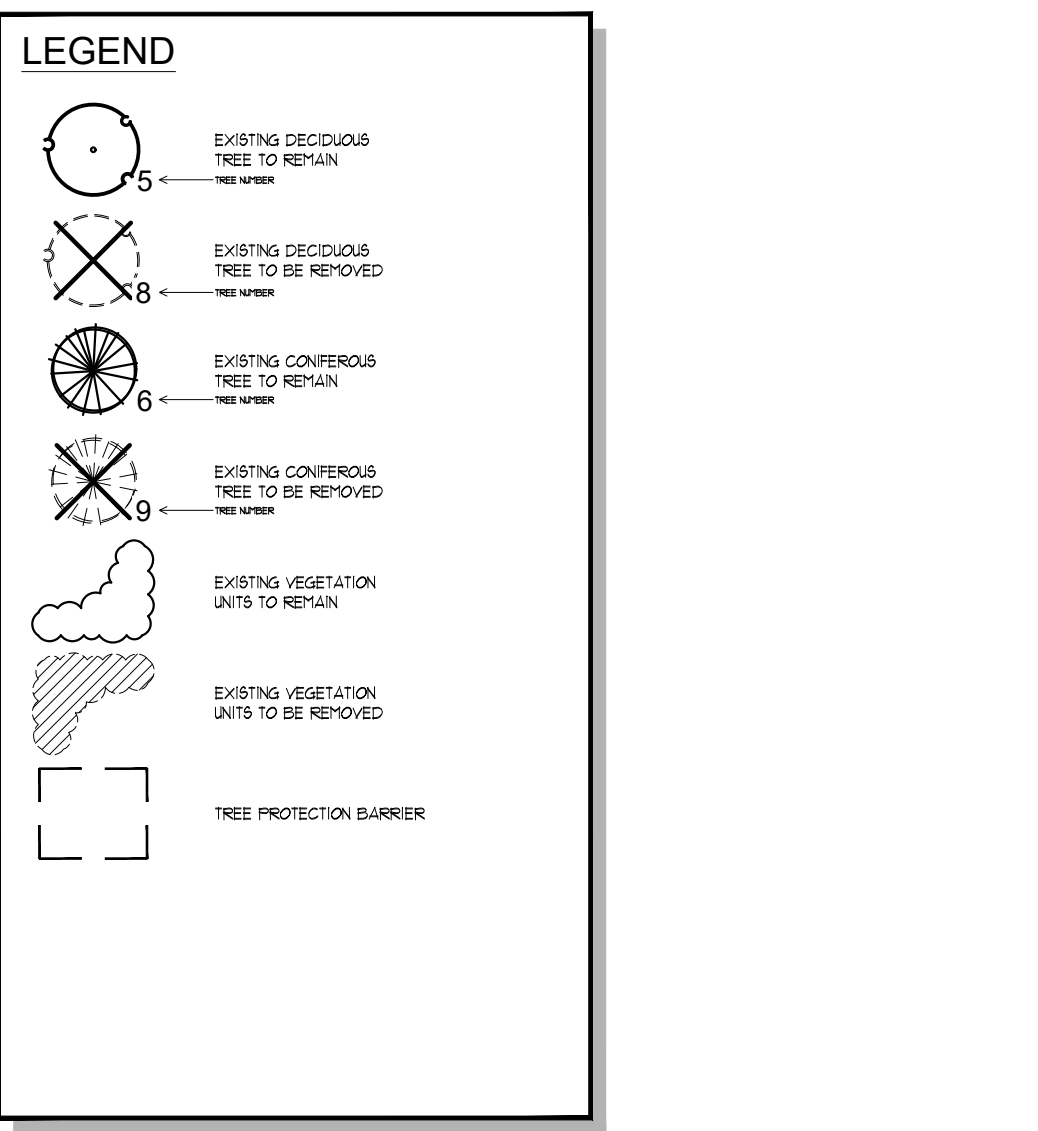 LEGEND
EXISTING DECIDUOUS
TREE TO REMAIN
5
TREE NUMBER
EXISTING DECIDUOUS
TREE TO BE REMOVED
8
TREE NUMBER
EXISTING CONIFEROUS
TREE TO REMAIN
6
TREE NUMBER
EXISTING CONIFEROUS
TREE TO BE REMOVED
9
TREE NUMBER
EXISTING VEGETATION
UNITS TO REMAIN
EXISTING VEGETATION
UNITS TO BE REMOVED
TREE PROTECTION BARRIER